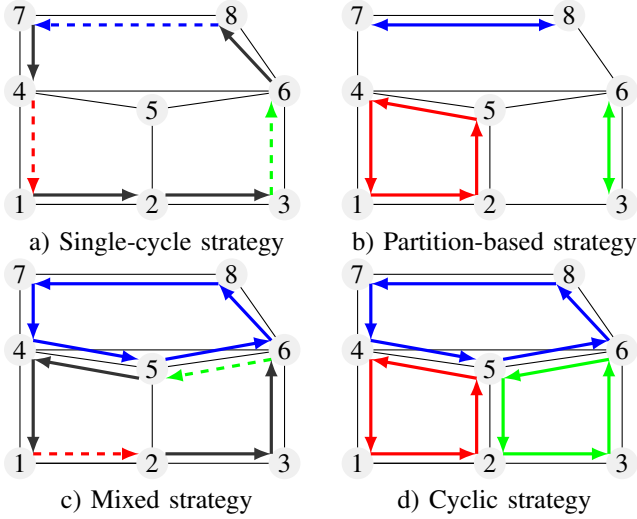 7 8 7 8
4 5 6 4 5 6
1 2 3 1 2 3
a) Single-cycle strategy b) Partition-based strategy
7 8 7 8
4 5 6 4 5 6
1 2 3 1 2 3
c) Mixed strategy d) Cyclic strategy